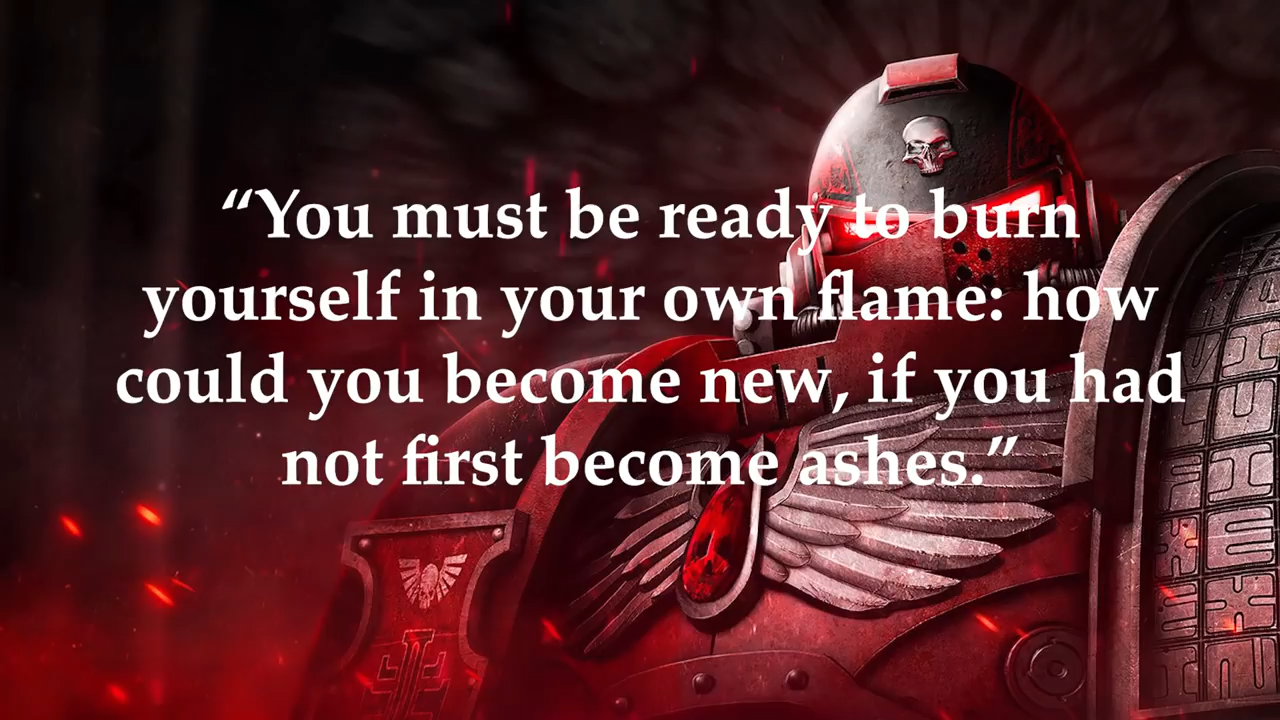 “You must be ready to burn
yourself in your own flame: how
could you become new, if you had
not first become ashes.”